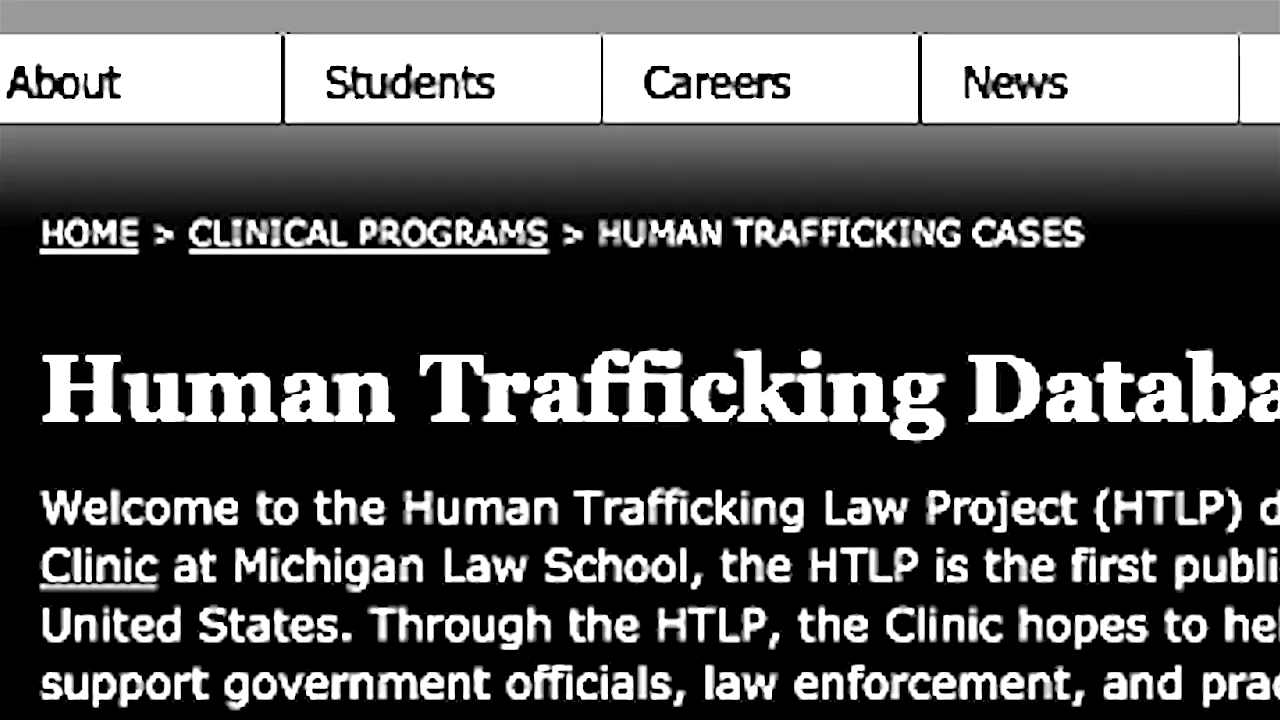 About Students Careers News
HOME > CLINICAL PROGRAMS > HUMAN TRAFFICKING CASES
Human Trafficking
Welcome to the Human Trafficking Law Project (HTLP)
Clinic at Michigan Law School, the HTLP is the first
United States. Through the HTLP, the Clinic hopes to
support government officials, law enforcement, and